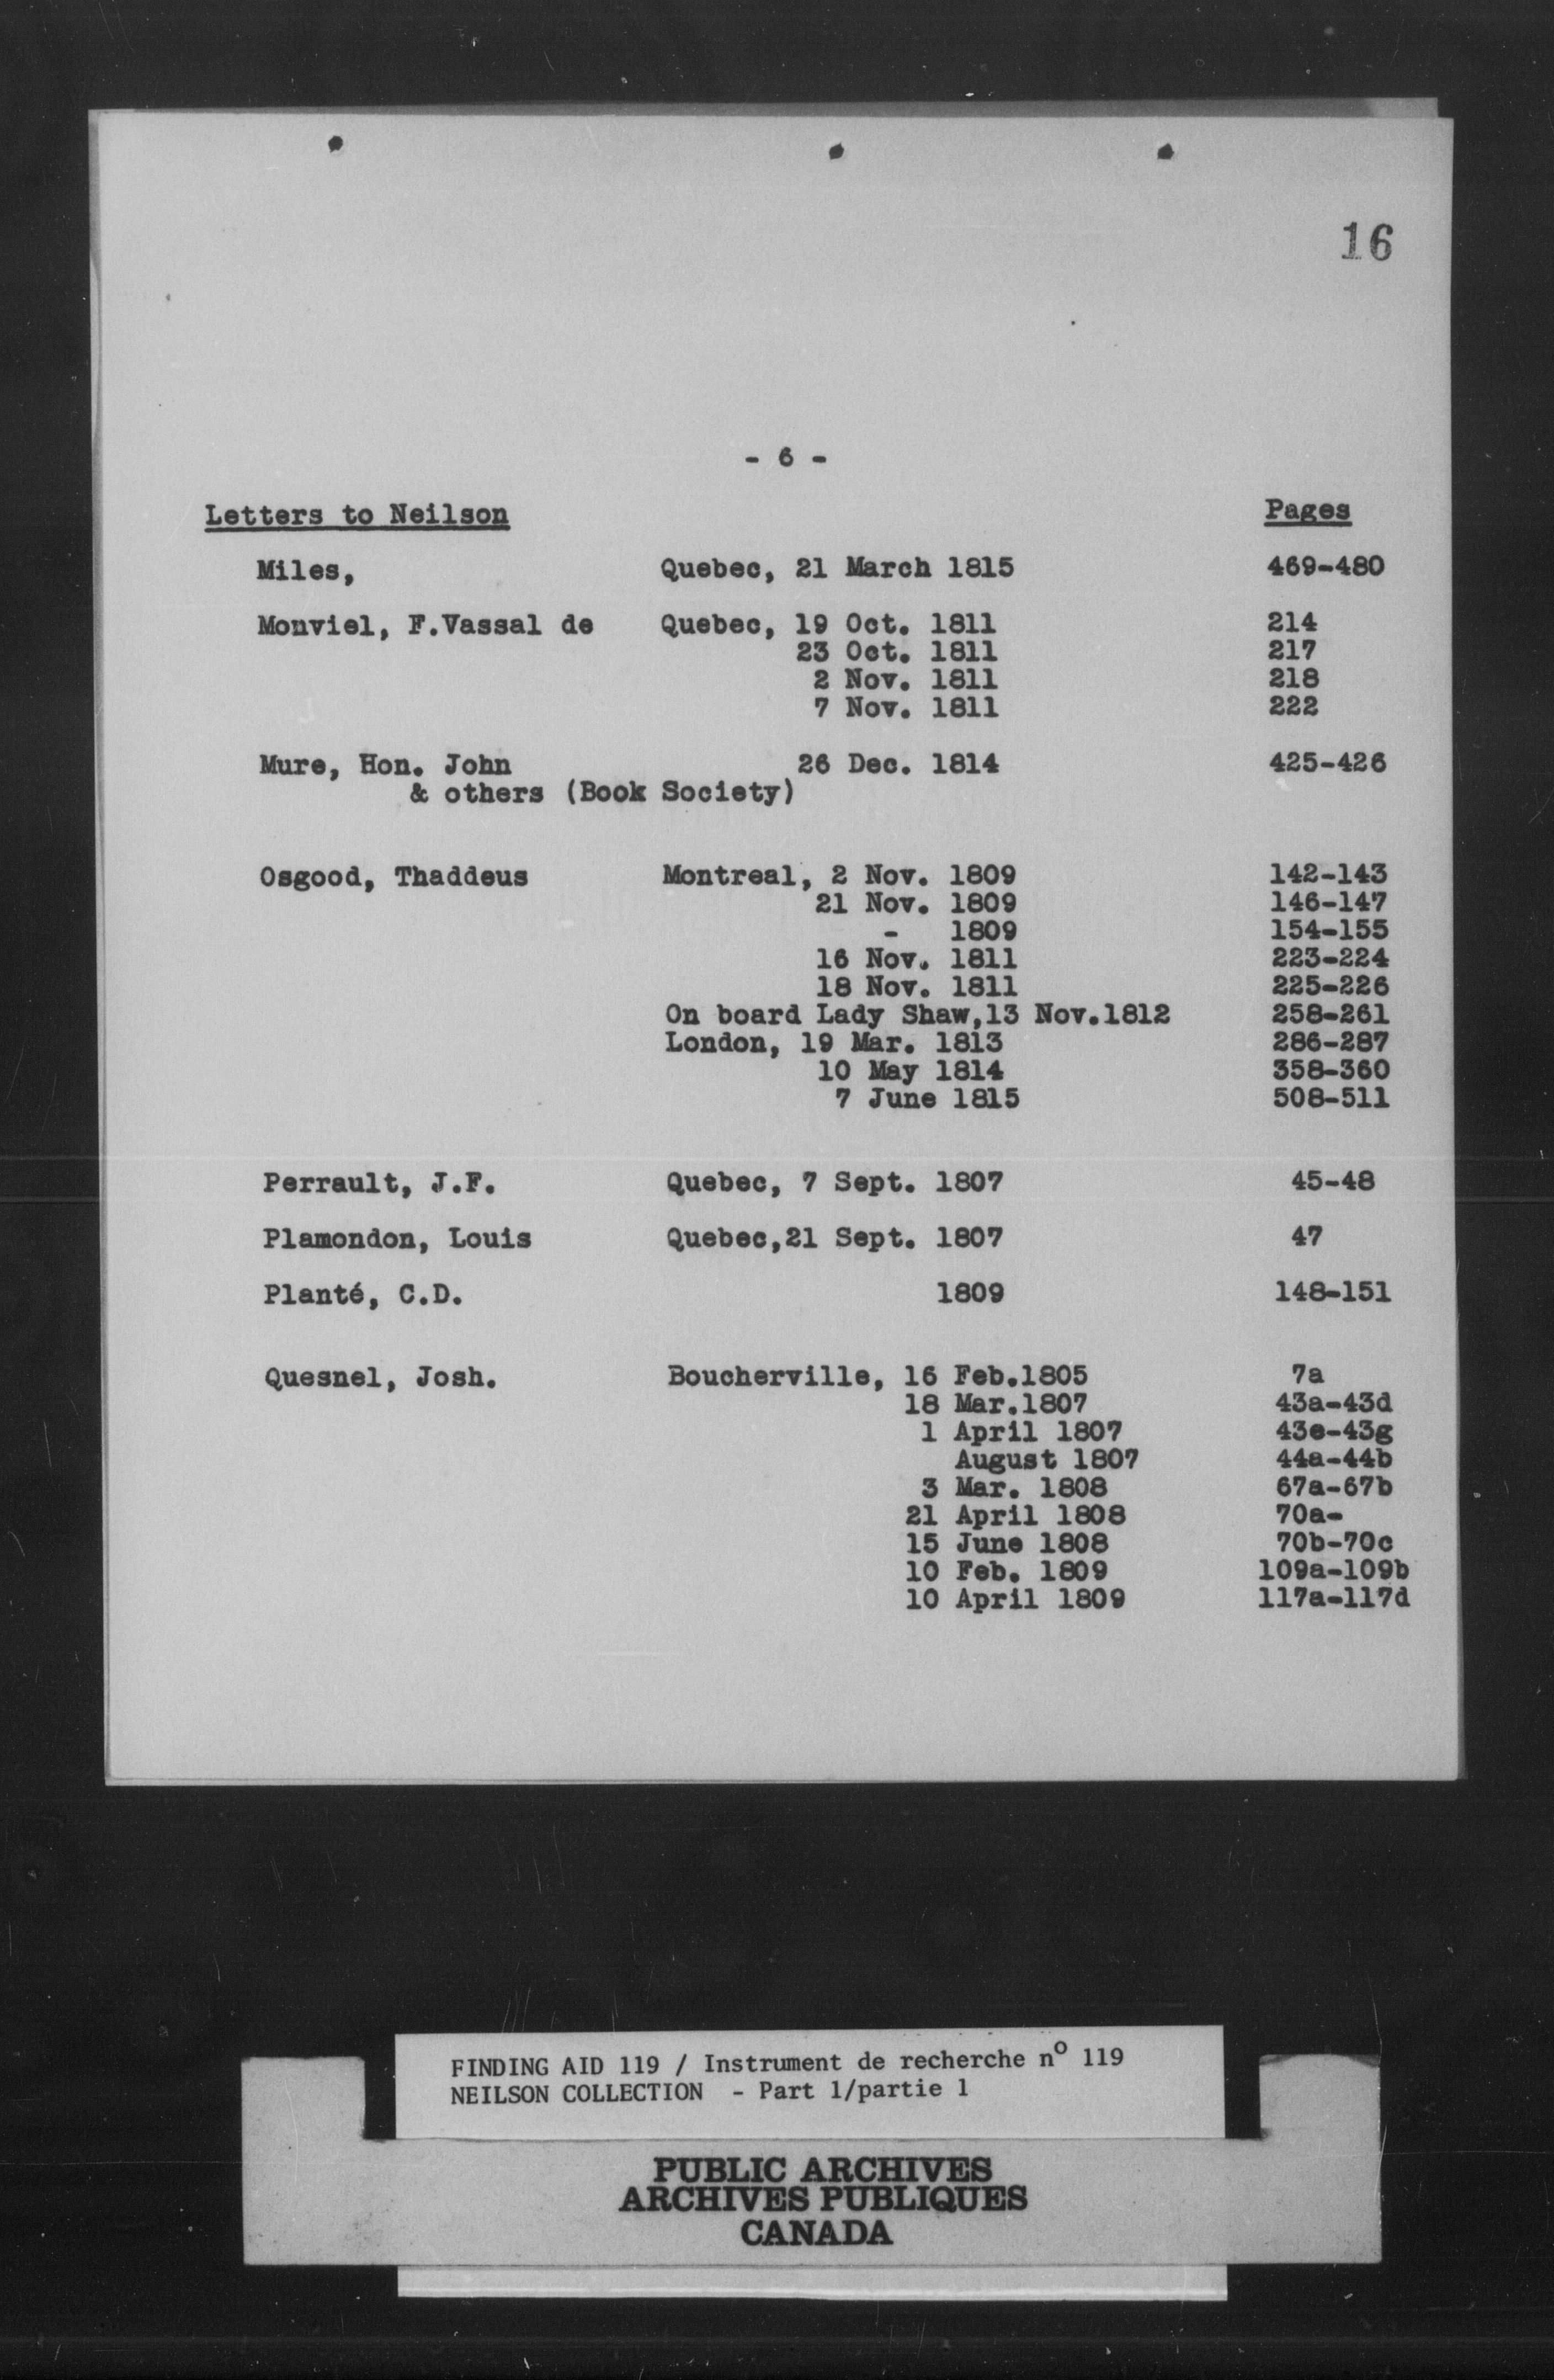 16
- 6 -
Letters to Neilson Pages
Miles, Quebec, 21 March 1815 469-480
Monviel, F.Vassal de Quebec, 19 Oct. 1811 214
23 Oct. 1811 217
2 Nov. 1811 218
7 Nov. 1811 222
Mure, Hon. John 26 Dec. 1814 425-426
& others (Book Society)
Osgood, Thaddeus Montreal, 2 Nov. 1809 142-143
21 Nov. 1809 146-147
- 1809 154-155
16 Nov. 1811 223-224
18 Nov. 1811 225-226
On board Lady Shaw,13 Nov.1812 258-261
London, 19 Mar. 1813 286-287
10 May 1814 358-360
7 June 1815 508-511
Perrault, J.F. Quebec, 7 Sept. 1807 45-48
Plamondon, Louis Quebec,21 Sept. 1807 47
Planté, C.D. 1809 148-151
Quesnel, Josh. Boucherville, 16 Feb.1805 7a
18 Mar.1807 43a-43d
1 April 1807 43e-43g
August 1807 44a-44b
3 Mar. 1808 67a-67b
21 April 1808 70a-
15 June 1808 70b-70c
10 Feb. 1809 109a-109b
10 April 1809 117a-117d
FINDING AID 119 / Instrument de recherche nº 119
NEILSON COLLECTION - Part 1/partie 1
PUBLIC ARCHIVES
ARCHIVES PUBLIQUES
CANADA